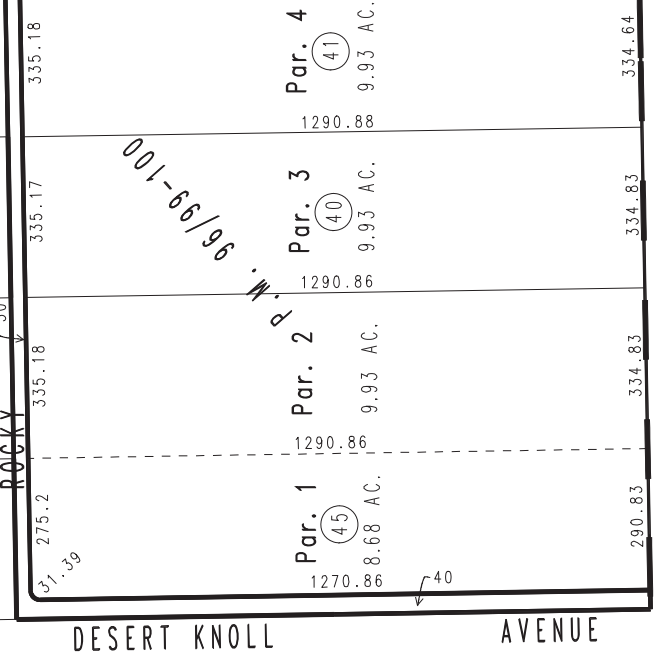 335.18
Par. 4
41
9.93 AC.
334.64
1290.88
335.17
P.M. 96/99-100
Par. 3
40
9.93 AC.
334.83
1290.86
335.18
Par. 2
9.93 AC.
334.83
1290.86
ROCKY
275.2
Par. 1
45
8.68 AC.
290.83
31.39
1270.86
40
DESERT KNOLL AVENUE